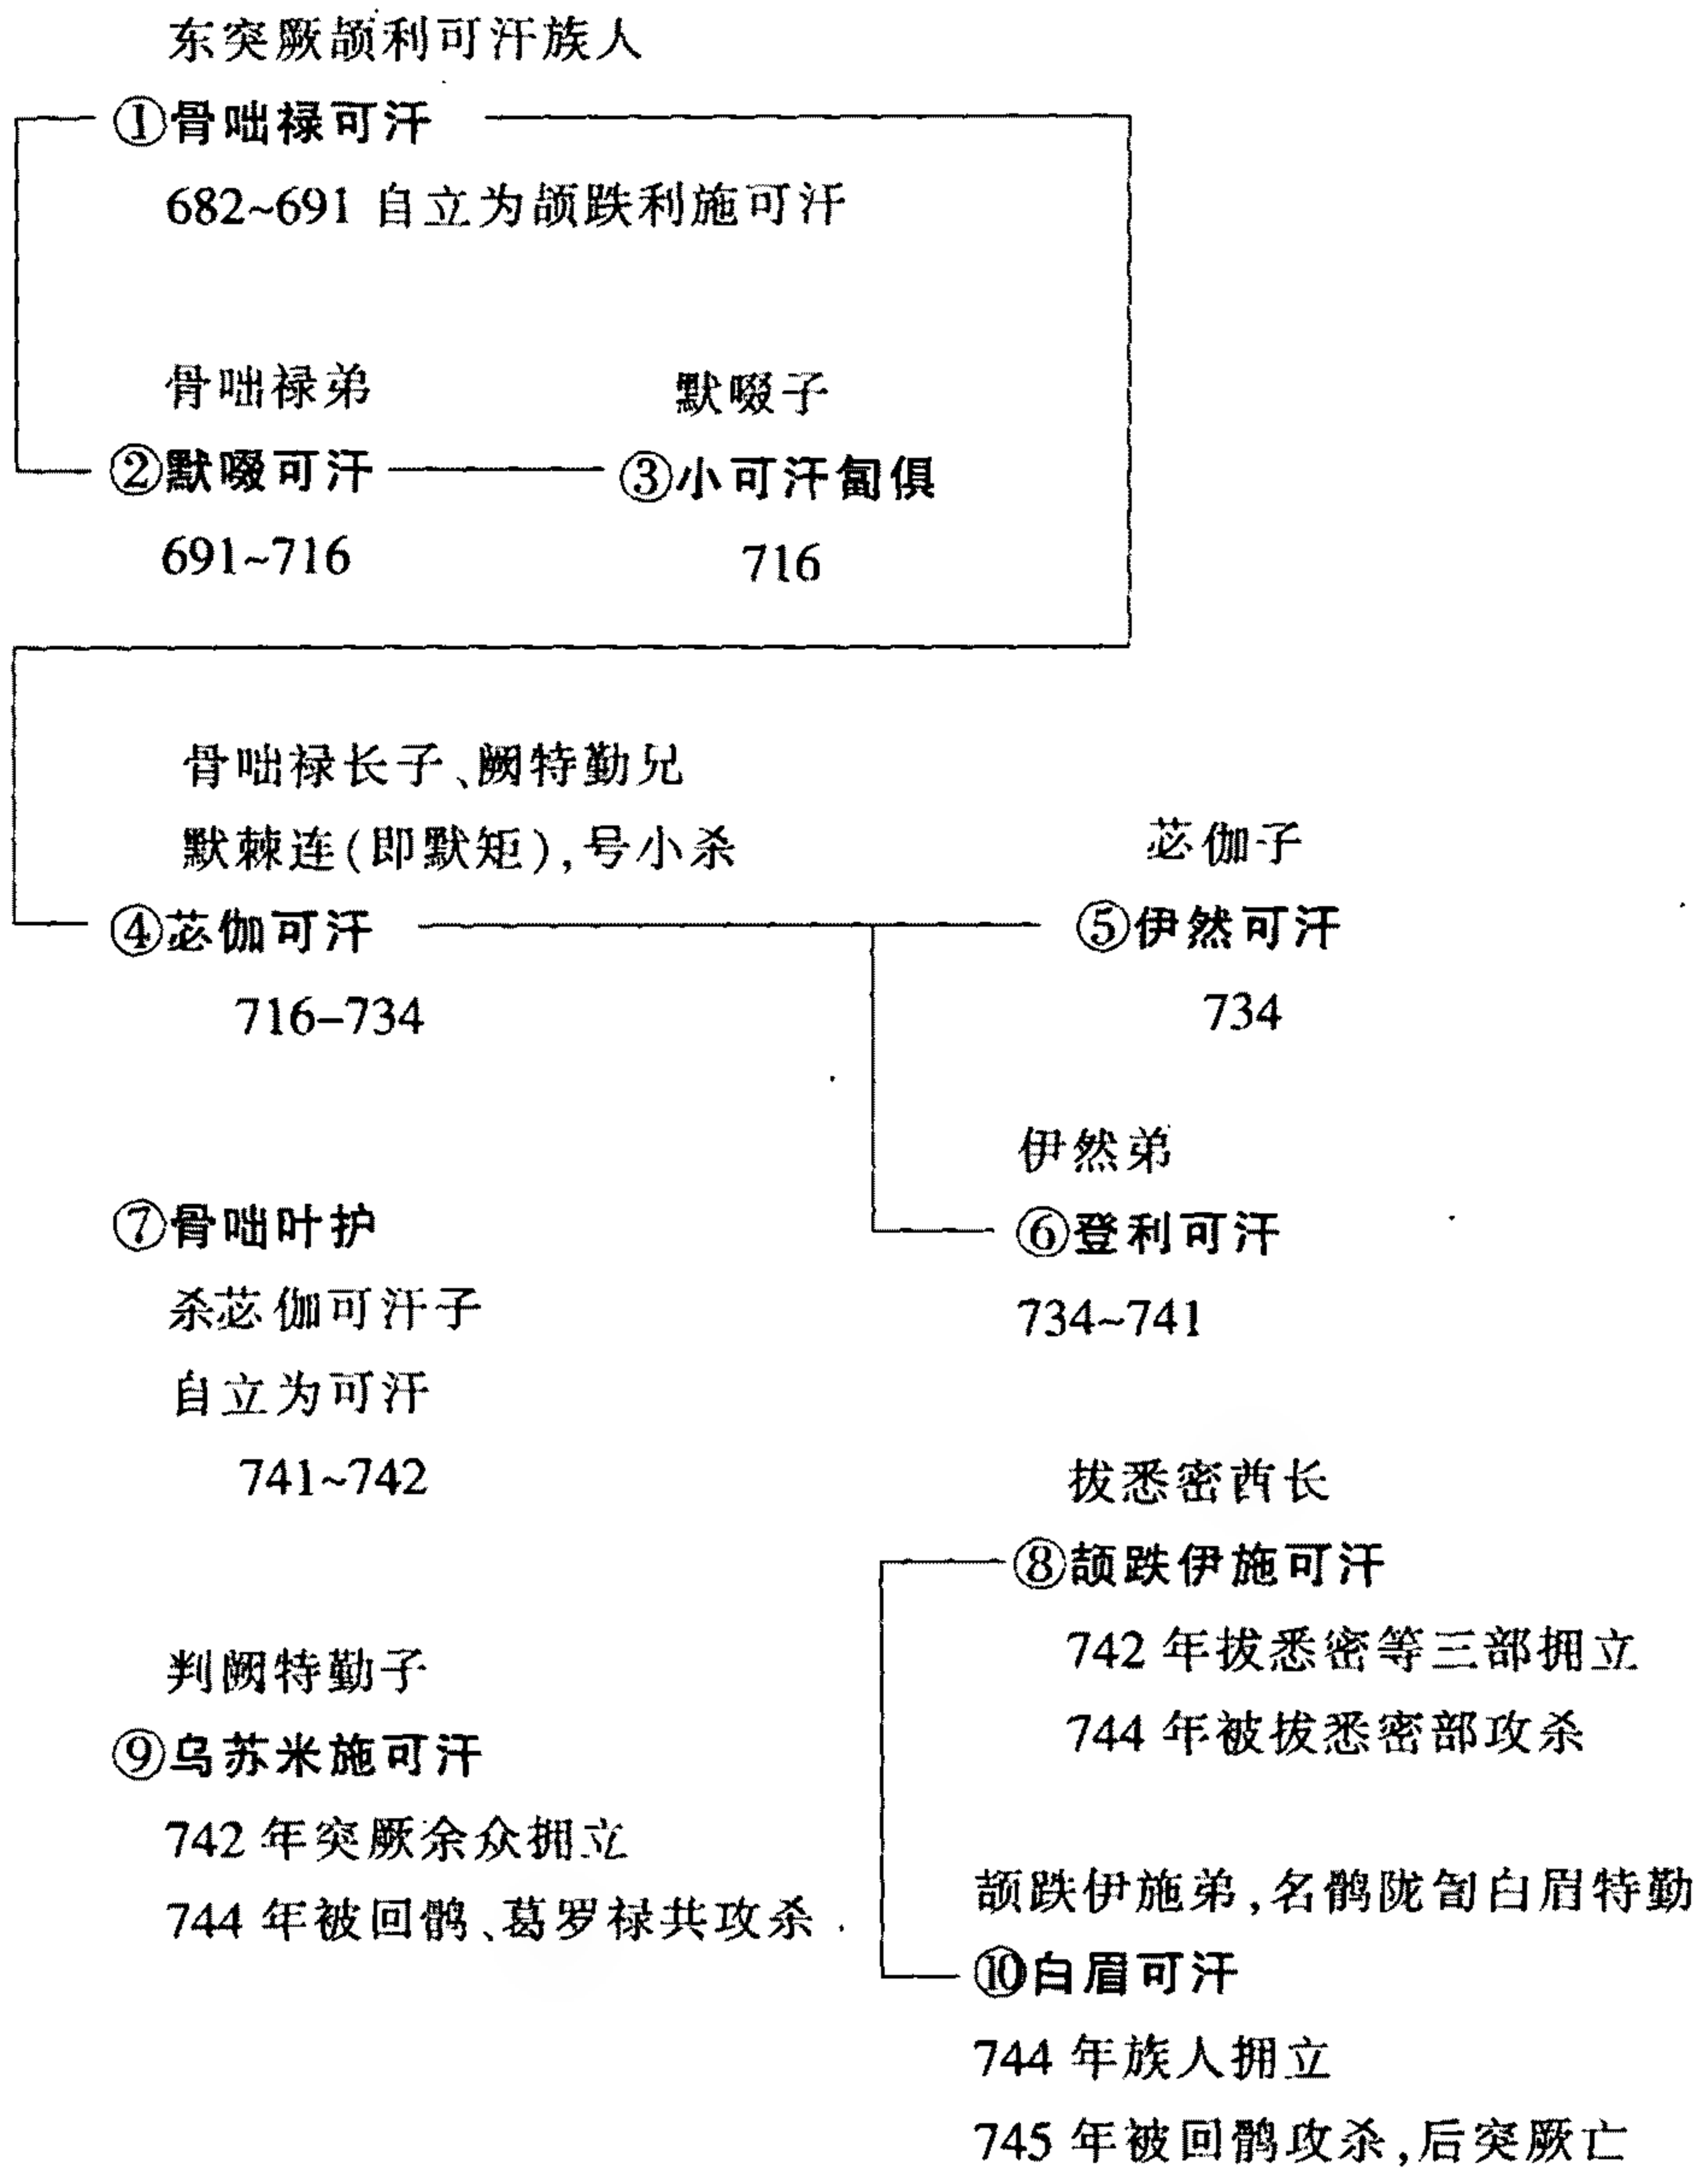 东突厥颉利可汗族人
①骨咄禄可汗
682~691 自立为颉跌利施可汗
骨咄禄弟
②默啜可汗
691~716
默啜子
③小可汗匐俱
716
骨咄禄长子、阙特勤兄
默棘连(即默矩),号小杀
④苾伽可汗
716–734
苾伽子
⑤伊然可汗
734
伊然弟
⑥登利可汗
734~741
⑦骨咄叶护
杀苾伽可汗子
自立为可汗
741~742
拔悉密酋长
⑧颉跌伊施可汗
742 年拔悉密等三部拥立
744 年被拔悉密部攻杀
判阙特勤子
⑨乌苏米施可汗
742 年突厥余众拥立
744 年被回鹘、葛罗禄共攻杀
颉跌伊施弟,名鹘陇匐白眉特勤
⑩白眉可汗
744 年族人拥立
745 年被回鹘攻杀,后突厥亡